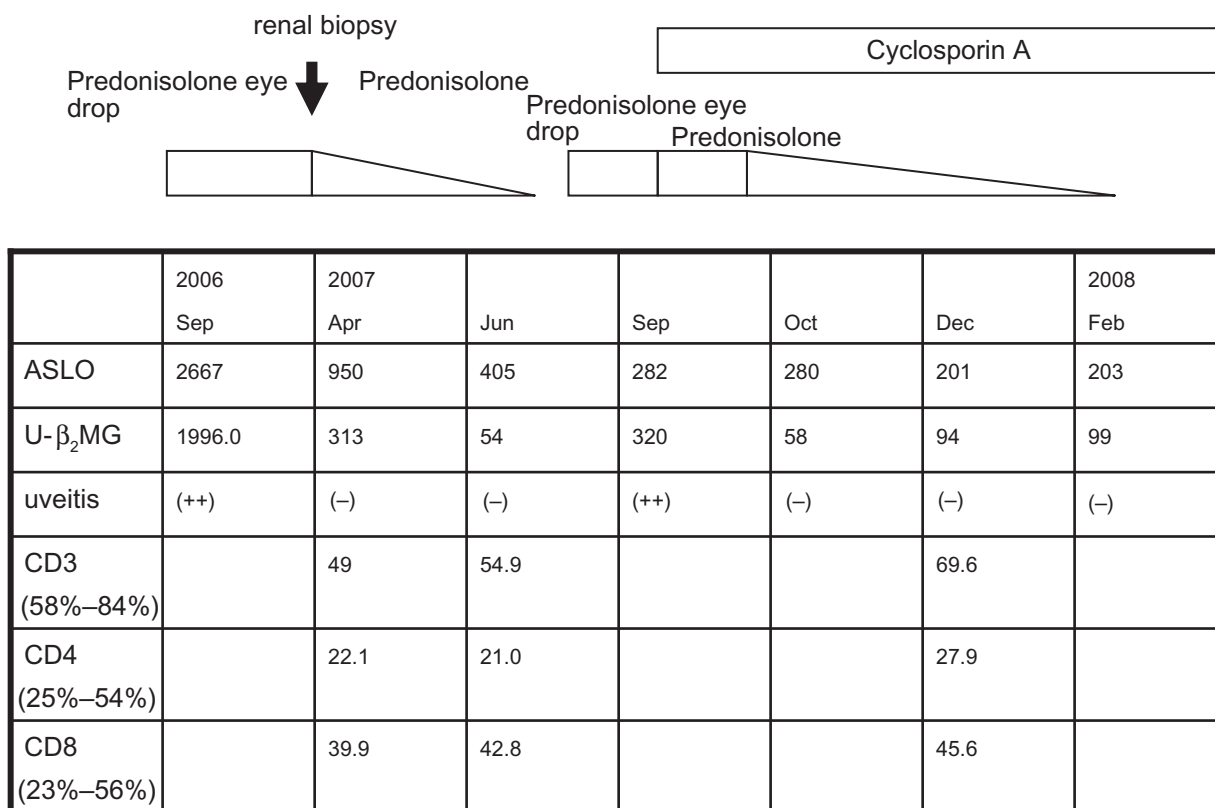 renal biopsy
Cyclosporin A
Predonisolone eye
drop
Predonisolone
Predonisolone eye
drop
Predonisolone
2006 2007 2008
Sep Apr Jun Sep Oct Dec Feb
ASLO 2667 950 405 282 280 201 203
U-β₂MG 1996.0 313 54 320 58 94 99
uveitis (++) (–) (–) (++) (–) (–) (–)
CD3 49 54.9 69.6
(58%–84%)
CD4 22.1 21.0 27.9
(25%–54%)
CD8 39.9 42.8 45.6
(23%–56%)